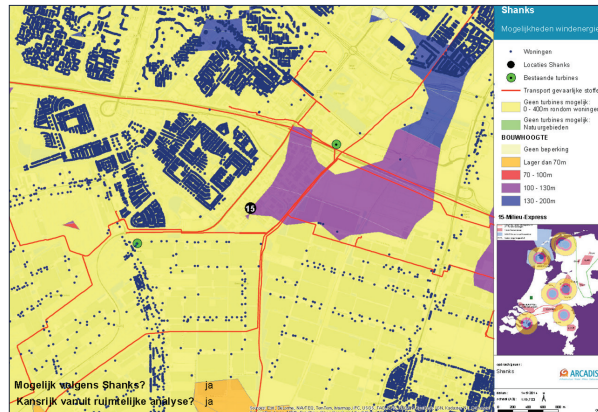 Shanks
Mogelijkheden windenergie
Woningen
Locaties Shanks
Bestaande turbines
Transport gevaarlijke stoffe
Geen turbines mogelijk:
0 - 400m rondom woningen
Geen turbines mogelijk:
Natuurgebieden
BOUWHOOGTE
Geen beperking
Lager dan 70m
70 - 100m
100 - 130m
130 - 200m
15 Milieu-Express
15
Shanks
ARCADIS
Mogelijk volgens Shanks? ja
Kansrijk vanuit ruimtelijke analyse? ja